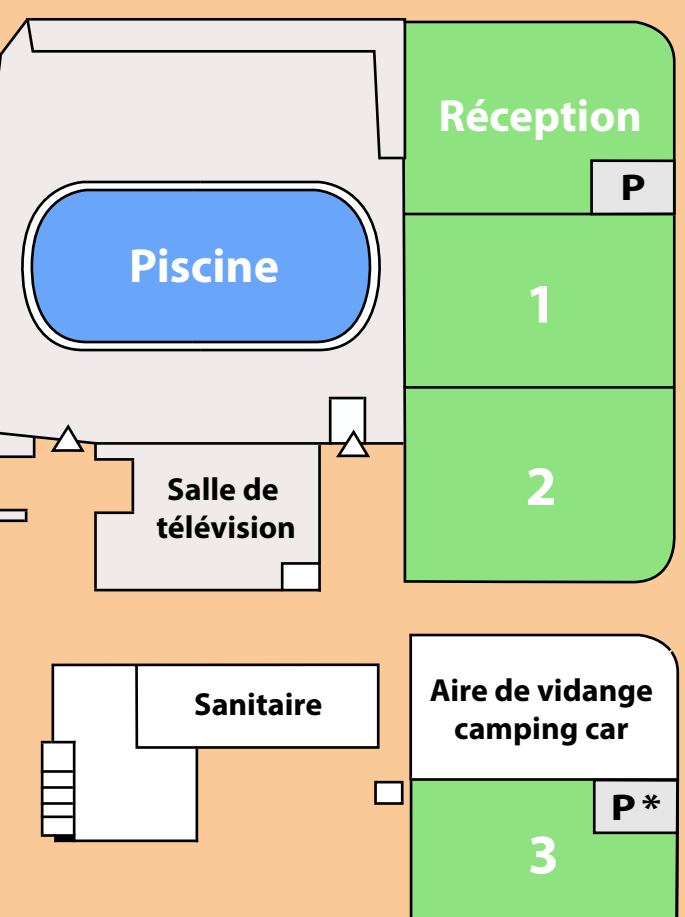 Réception
P
Piscine
1
2
Salle de
télévision
Sanitaire
Aire de vidange
camping car
P*
3